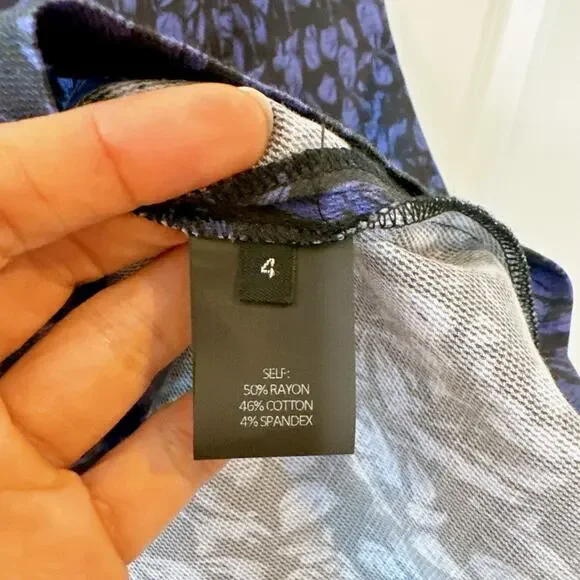 4
SELF:
50% RAYON
46% COTTON
4% SPANDEX